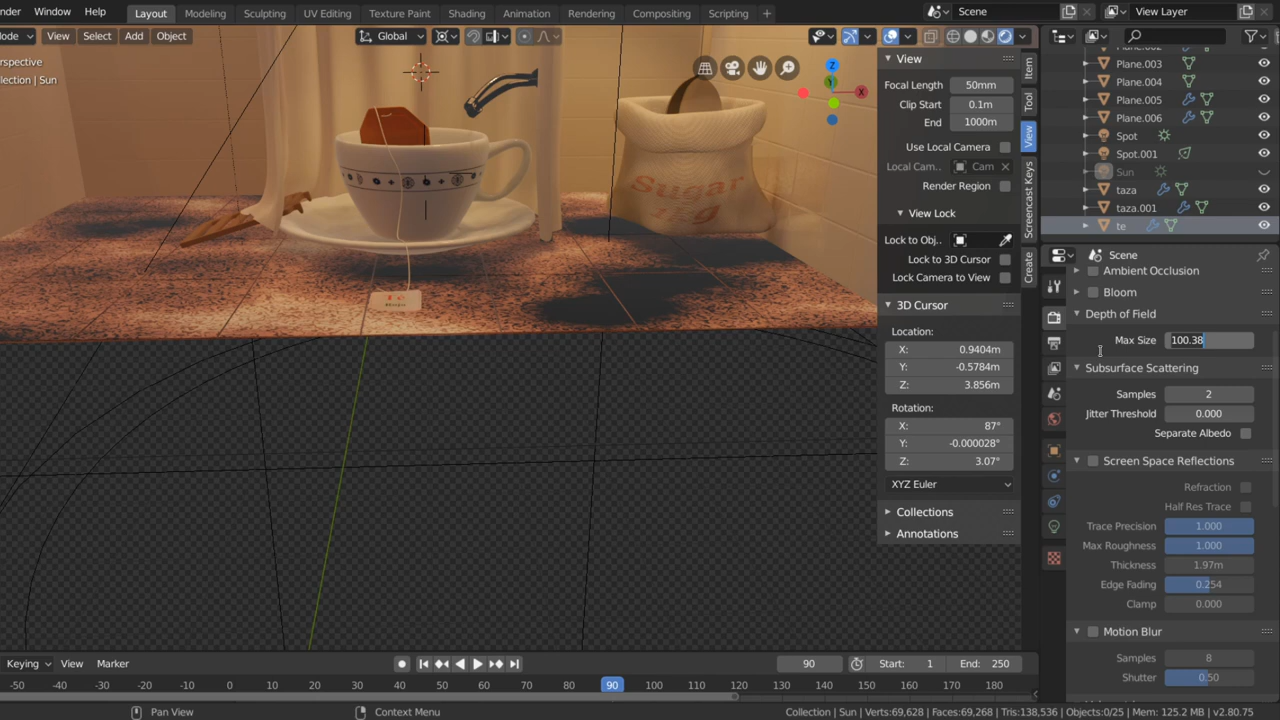 nder Window Help Layout Modeling Sculpting UV Editing Texture Paint Shading Animation Rendering Compositing Scripting + Scene View Layer
ode View Select Add Object Global
rspective
llection | Sun
Sugar
1 g
View
Focal Length 50mm
Clip Start 0.1m
End 1000m
Use Local Camera
Local Cam... Cam
Render Region
View Lock
Lock to Obj..
Lock to 3D Cursor
Lock Camera to View
3D Cursor
Location:
X: 0.9404m
Y: -0.5784m
Z: 3.856m
Rotation:
X: 87°
Y: -0.000028°
Z: 3.07°
XYZ Euler
Collections
Annotations
Item
Tool
View
Screencast Keys
Create
Plane.002
Plane.003
Plane.004
Plane.005
Plane.006
Spot
Spot.001
Sun
taza
taza.001
te
Scene
Ambient Occlusion
Bloom
Depth of Field
Max Size 100.38
Subsurface Scattering
Samples 2
Jitter Threshold 0.000
Separate Albedo
Screen Space Reflections
Refraction
Half Res Trace
Trace Precision 1.000
Max Roughness 1.000
Thickness 1.97m
Edge Fading 0.254
Clamp 0.000
Motion Blur
Samples 8
Shutter 0.50
Keying View Marker 90 Start: 1 End: 250
-50 -40 -30 -20 -10 0 10 20 30 40 50 60 70 80 90 100 110 120 130 140 150 160 170 180
Pan View Context Menu Collection | Sun | Verts:69,628 | Faces:69,268 | Tris:138,536 | Objects:0/25 | Mem: 125.2 MB | v2.80.75